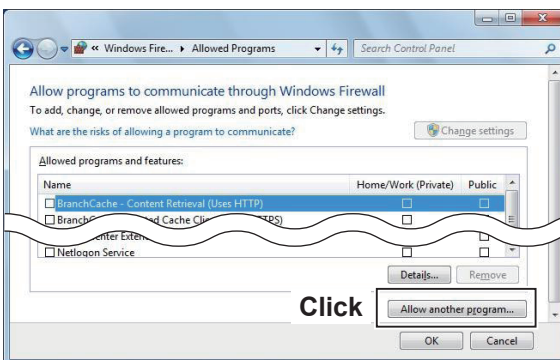 « Windows Fire... ▸ Allowed Programs
Search Control Panel
Allow programs to communicate through Windows Firewall
To add, change, or remove allowed programs and ports, click Change settings.
What are the risks of allowing a program to communicate?
Change settings
Allowed programs and features:
Name Home/Work (Private) Public
BranchCache - Content Retrieval (Uses HTTP)
Cache
Netlogon Service
Details... Remove
Click Allow another program...
OK Cancel